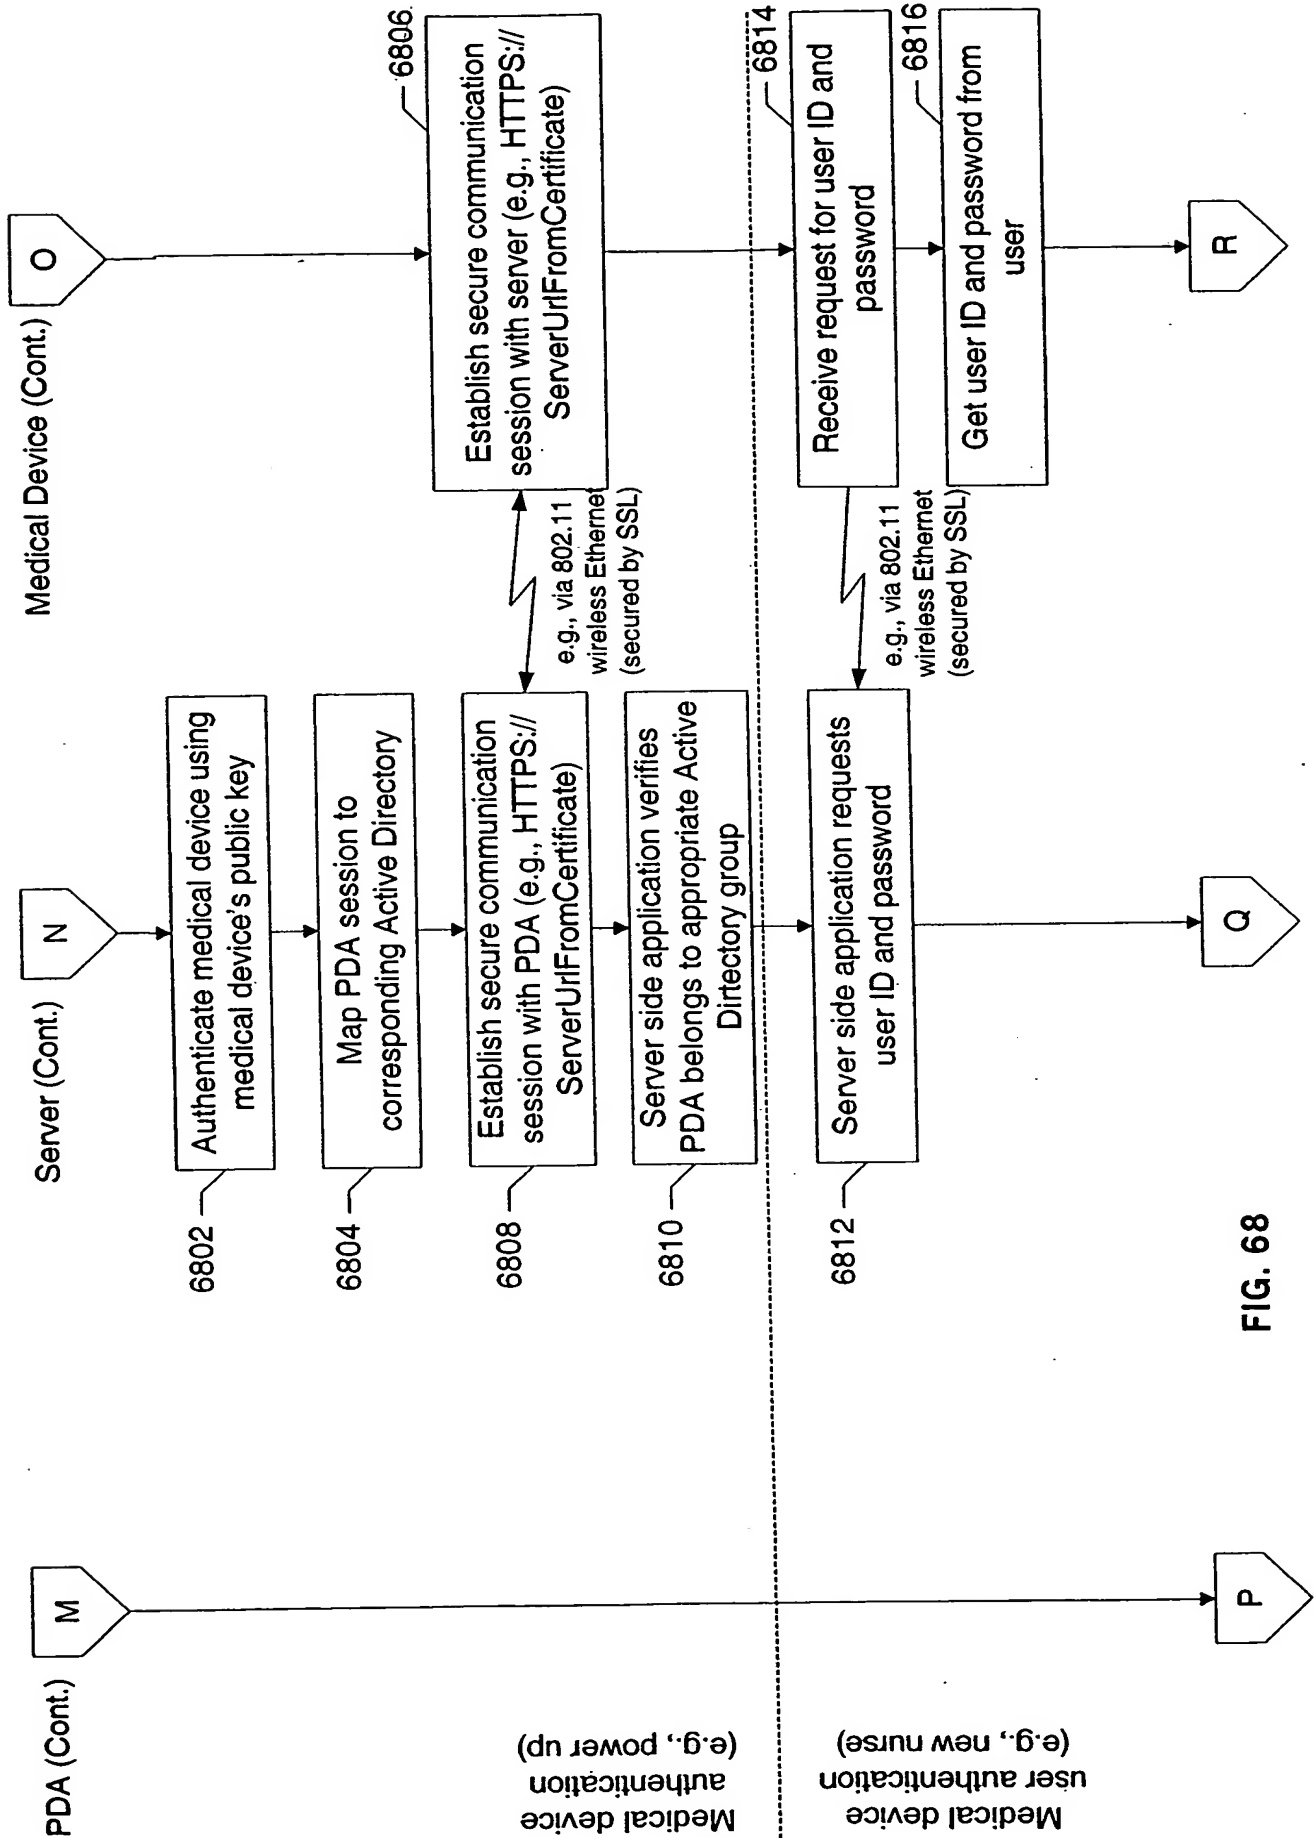 PDA (Cont.)
M
Server (Cont.)
N
Medical Device (Cont.)
O
Medical device
authentication
(e.g., power up)
6802
Authenticate medical device using
medical device's public key
6804
Map PDA session to
corresponding Active Directory
6806
Establish secure communication
session with server (e.g., HTTPS://
ServerUrlFromCertificate)
6808
Establish secure communication
session with PDA (e.g., HTTPS://
ServerUrlFromCertificate)
e.g., via 802.11
wireless Ethernet
(secured by SSL)
6810
Server side application verifies
PDA belongs to appropriate Active
Dirtectory group
Medical device
user authentication
(e.g., new nurse)
6812
Server side application requests
user ID and password
e.g., via 802.11
wireless Ethernet
(secured by SSL)
6814
Receive request for user ID and
password
6816
Get user ID and password from
user
P
Q
R
FIG. 68